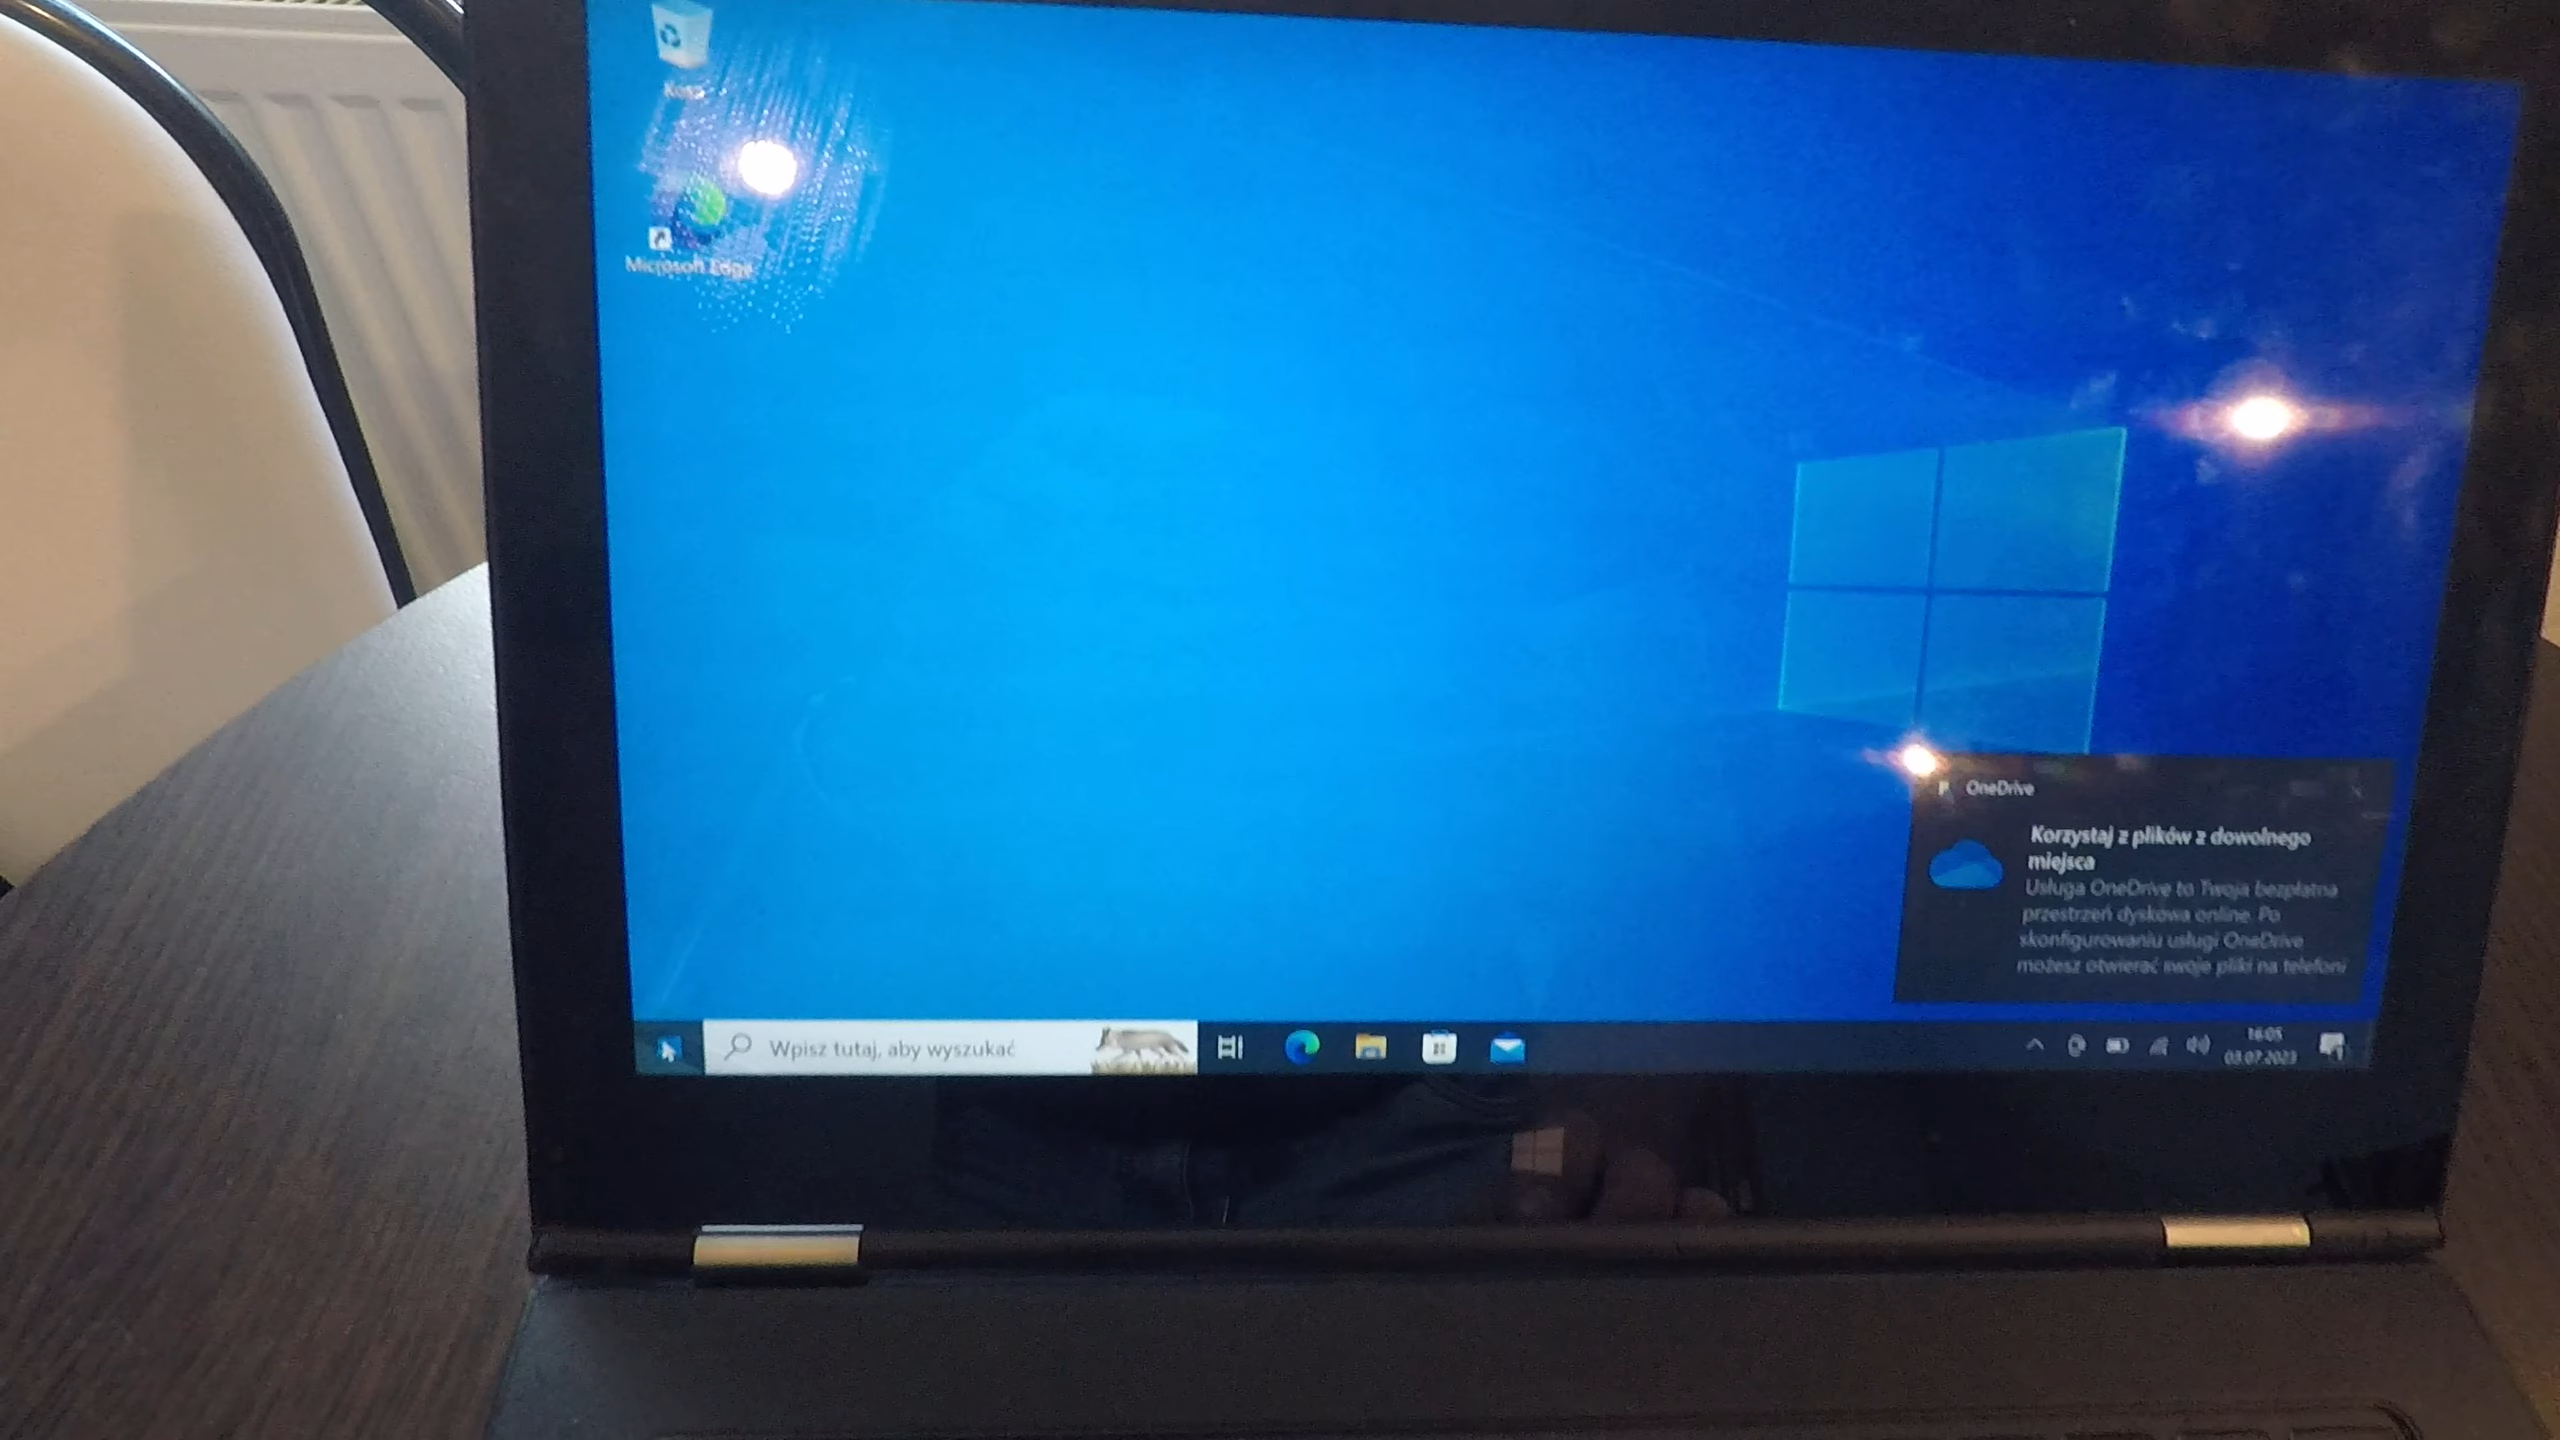 Kosz
Microsoft Edge
OneDrive
Korzystaj z plików z dowolnego
miejsca
Usługa OneDrive to Twoja bezpłatna
przestrzeń dyskowa online. Po
skonfigurowaniu usługi OneDrive
możesz otwierać swoje pliki na telefoni
Wpisz tutaj, aby wyszukać
16:05
03.07.2023